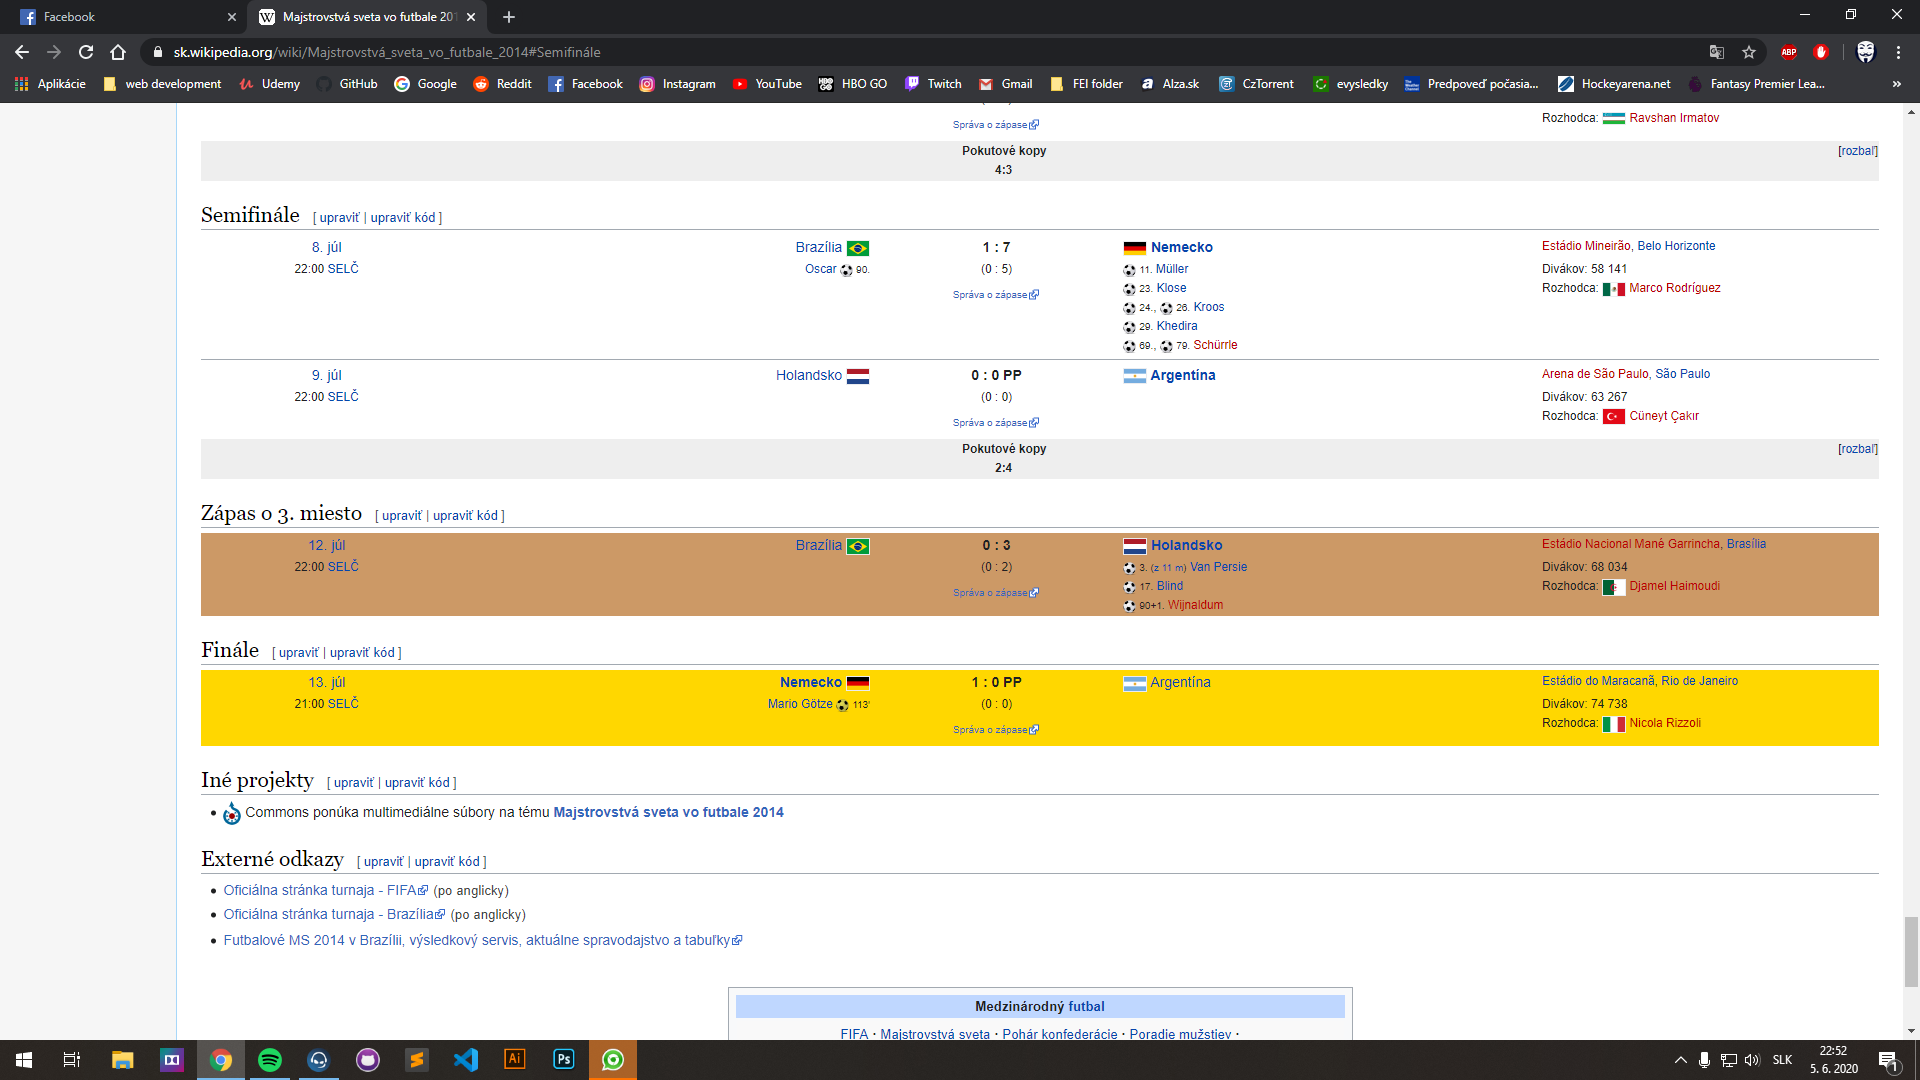 Facebook
Majstrovstvá sveta vo futbale 201
sk.wikipedia.org/wiki/Majstrovstvá_sveta_vo_futbale_2014#Semifinále
Aplikácie web development Udemy GitHub Google Reddit Facebook Instagram YouTube HBO GO Twitch Gmail FEI folder Alza.sk CzTorrent evysledky Predpoveď počasia... Hockeyarena.net Fantasy Premier Lea... »
Správa o zápase Rozhodca: Ravshan Irmatov
Pokutové kopy [rozbaľ]
4:3
Semifinále [ upraviť | upraviť kód ]
8. júl Brazília 1 : 7 Nemecko Estádio Mineirão, Belo Horizonte
22:00 SELČ Oscar 90. (0 : 5) 11. Müller Divákov: 58 141
Správa o zápase 23. Klose Rozhodca: Marco Rodríguez
24., 26. Kroos
29. Khedira
69., 79. Schürrle
9. júl Holandsko 0 : 0 PP Argentína Arena de São Paulo, São Paulo
22:00 SELČ (0 : 0) Divákov: 63 267
Správa o zápase Rozhodca: Cüneyt Çakır
Pokutové kopy [rozbaľ]
2:4
Zápas o 3. miesto [ upraviť | upraviť kód ]
12. júl Brazília 0 : 3 Holandsko Estádio Nacional Mané Garrincha, Brasília
22:00 SELČ (0 : 2) 3. (z 11 m) Van Persie Divákov: 68 034
Správa o zápase 17. Blind Rozhodca: Djamel Haimoudi
90+1. Wijnaldum
Finále [ upraviť | upraviť kód ]
13. júl Nemecko 1 : 0 PP Argentína Estádio do Maracanã, Rio de Janeiro
21:00 SELČ Mario Götze 113' (0 : 0) Divákov: 74 738
Správa o zápase Rozhodca: Nicola Rizzoli
Iné projekty [ upraviť | upraviť kód ]
• Commons ponúka multimediálne súbory na tému Majstrovstvá sveta vo futbale 2014
Externé odkazy [ upraviť | upraviť kód ]
• Oficiálna stránka turnaja - FIFA (po anglicky)
• Oficiálna stránka turnaja - Brazília (po anglicky)
• Futbalové MS 2014 v Brazílii, výsledkový servis, aktuálne spravodajstvo a tabuľky
Medzinárodný futbal
FIFA · Majstrovstvá sveta · Pohár konfederácie · Poradie mužstiev ·
Ai Ps SLK 22:52
5. 6. 2020 1